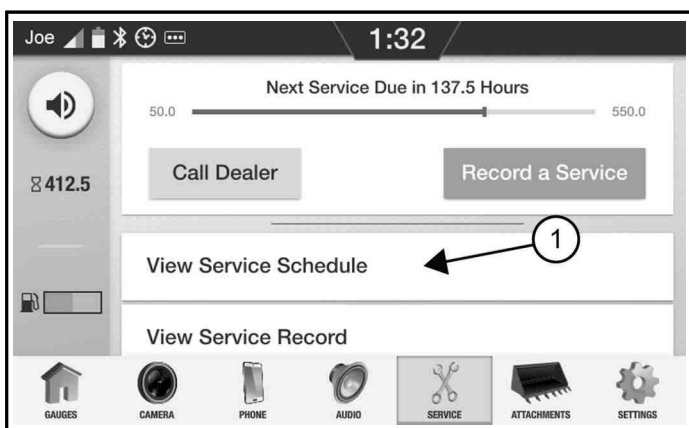 Joe
1:32
Next Service Due in 137.5 Hours
50.0 550.0
Call Dealer Record a Service
412.5
1
View Service Schedule
View Service Record
GAUGES CAMERA PHONE AUDIO SERVICE ATTACHMENTS SETTINGS